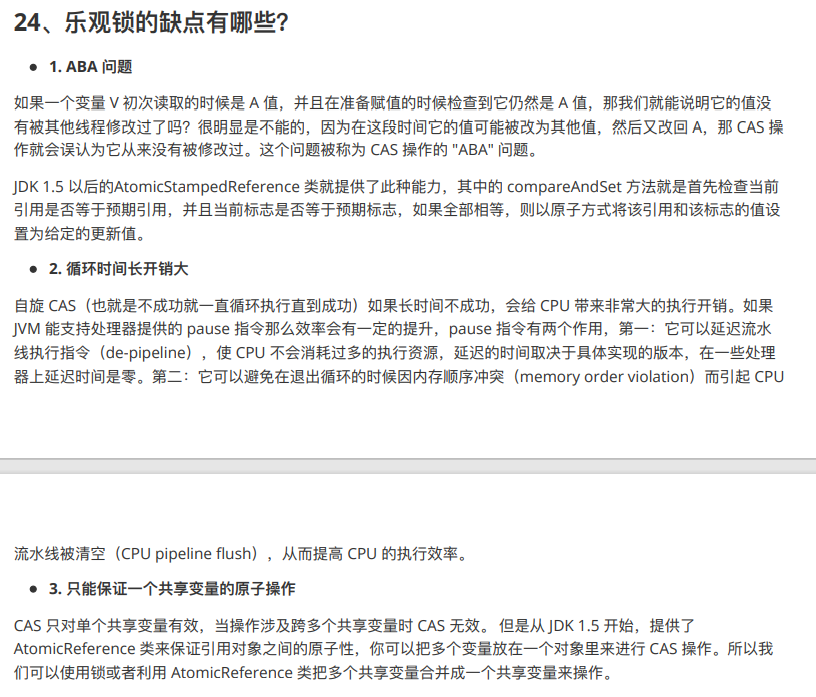 24、乐观锁的缺点有哪些？
1. ABA 问题
如果一个变量 V 初次读取的时候是 A 值，并且在准备赋值的时候检查到它仍然是 A 值，那我们就能说明它的值没
有被其他线程修改过了吗？很明显是不能的，因为在这段时间它的值可能被改为其他值，然后又改回 A，那 CAS 操
作就会误认为它从来没有被修改过。这个问题被称为 CAS 操作的 "ABA" 问题。
JDK 1.5 以后的AtomicStampedReference 类就提供了此种能力，其中的 compareAndSet 方法就是首先检查当前
引用是否等于预期引用，并且当前标志是否等于预期标志，如果全部相等，则以原子方式将该引用和该标志的值设
置为给定的更新值。
2. 循环时间长开销大
自旋 CAS（也就是不成功就一直循环执行直到成功）如果长时间不成功，会给 CPU 带来非常大的执行开销。如果
JVM 能支持处理器提供的 pause 指令那么效率会有一定的提升，pause 指令有两个作用，第一：它可以延迟流水
线执行指令（de-pipeline），使 CPU 不会消耗过多的执行资源，延迟的时间取决于具体实现的版本，在一些处理
器上延迟时间是零。第二：它可以避免在退出循环的时候因内存顺序冲突（memory order violation）而引起 CPU
流水线被清空（CPU pipeline flush），从而提高 CPU 的执行效率。
3. 只能保证一个共享变量的原子操作
CAS 只对单个共享变量有效，当操作涉及跨多个共享变量时 CAS 无效。 但是从 JDK 1.5 开始，提供了
AtomicReference 类来保证引用对象之间的原子性，你可以把多个变量放在一个对象里来进行 CAS 操作。所以我
们可以使用锁或者利用 AtomicReference 类把多个共享变量合并成一个共享变量来操作。